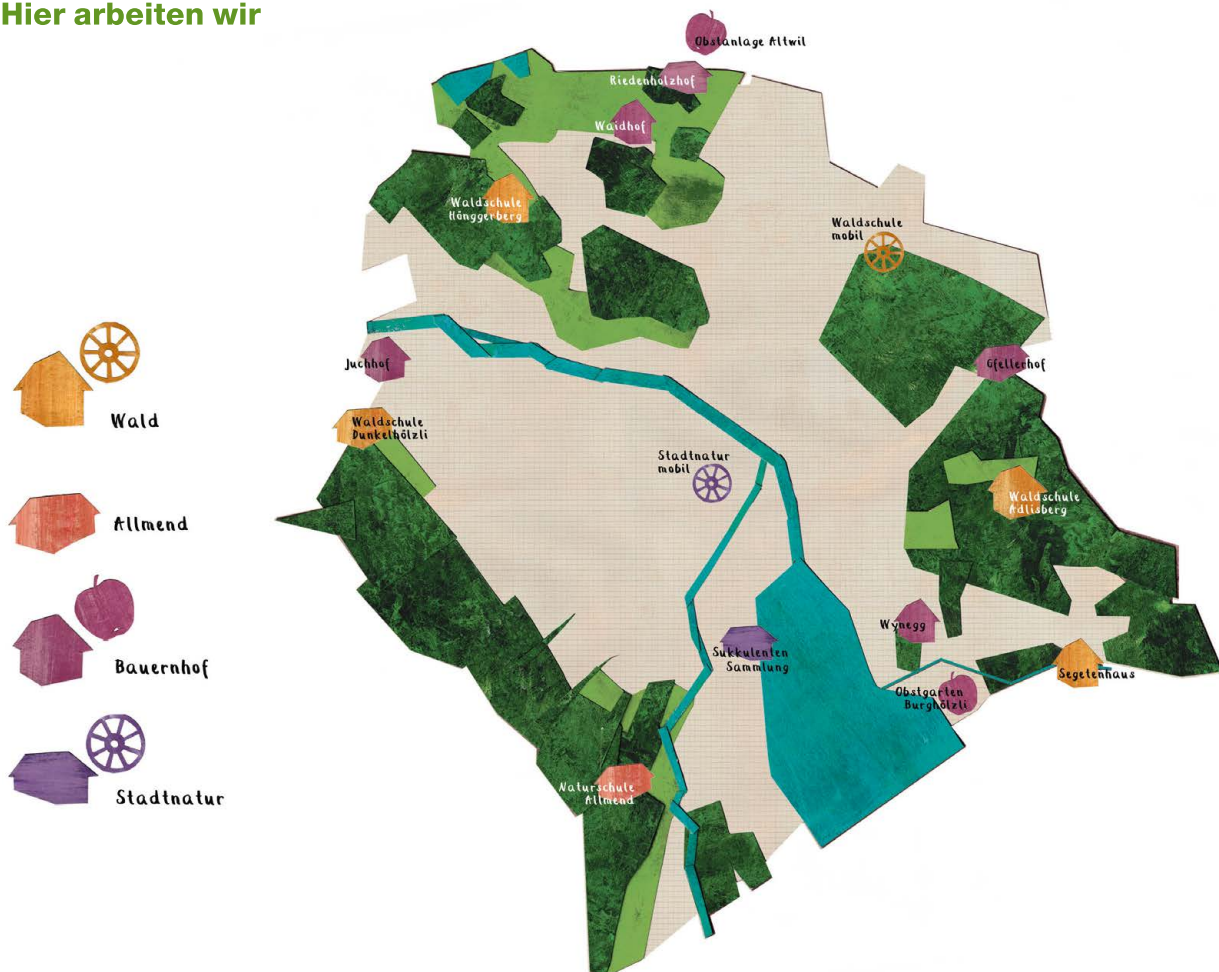 Hier arbeiten wir
Obstanlage Altwil
Riedenholzhof
Waidhof
Waldschule
Hönggerberg
Waldschule
mobil
Juchhof
Gfellerhof
Waldschule
Dunkelhölzli
Stadtnatur
mobil
Waldschule
Adlisberg
Wynegg
Sukkulenten
Sammlung
Segetenhaus
Obstgarten
Burghölzli
Naturschule
Allmend
Wald
Allmend
Bauernhof
Stadtnatur